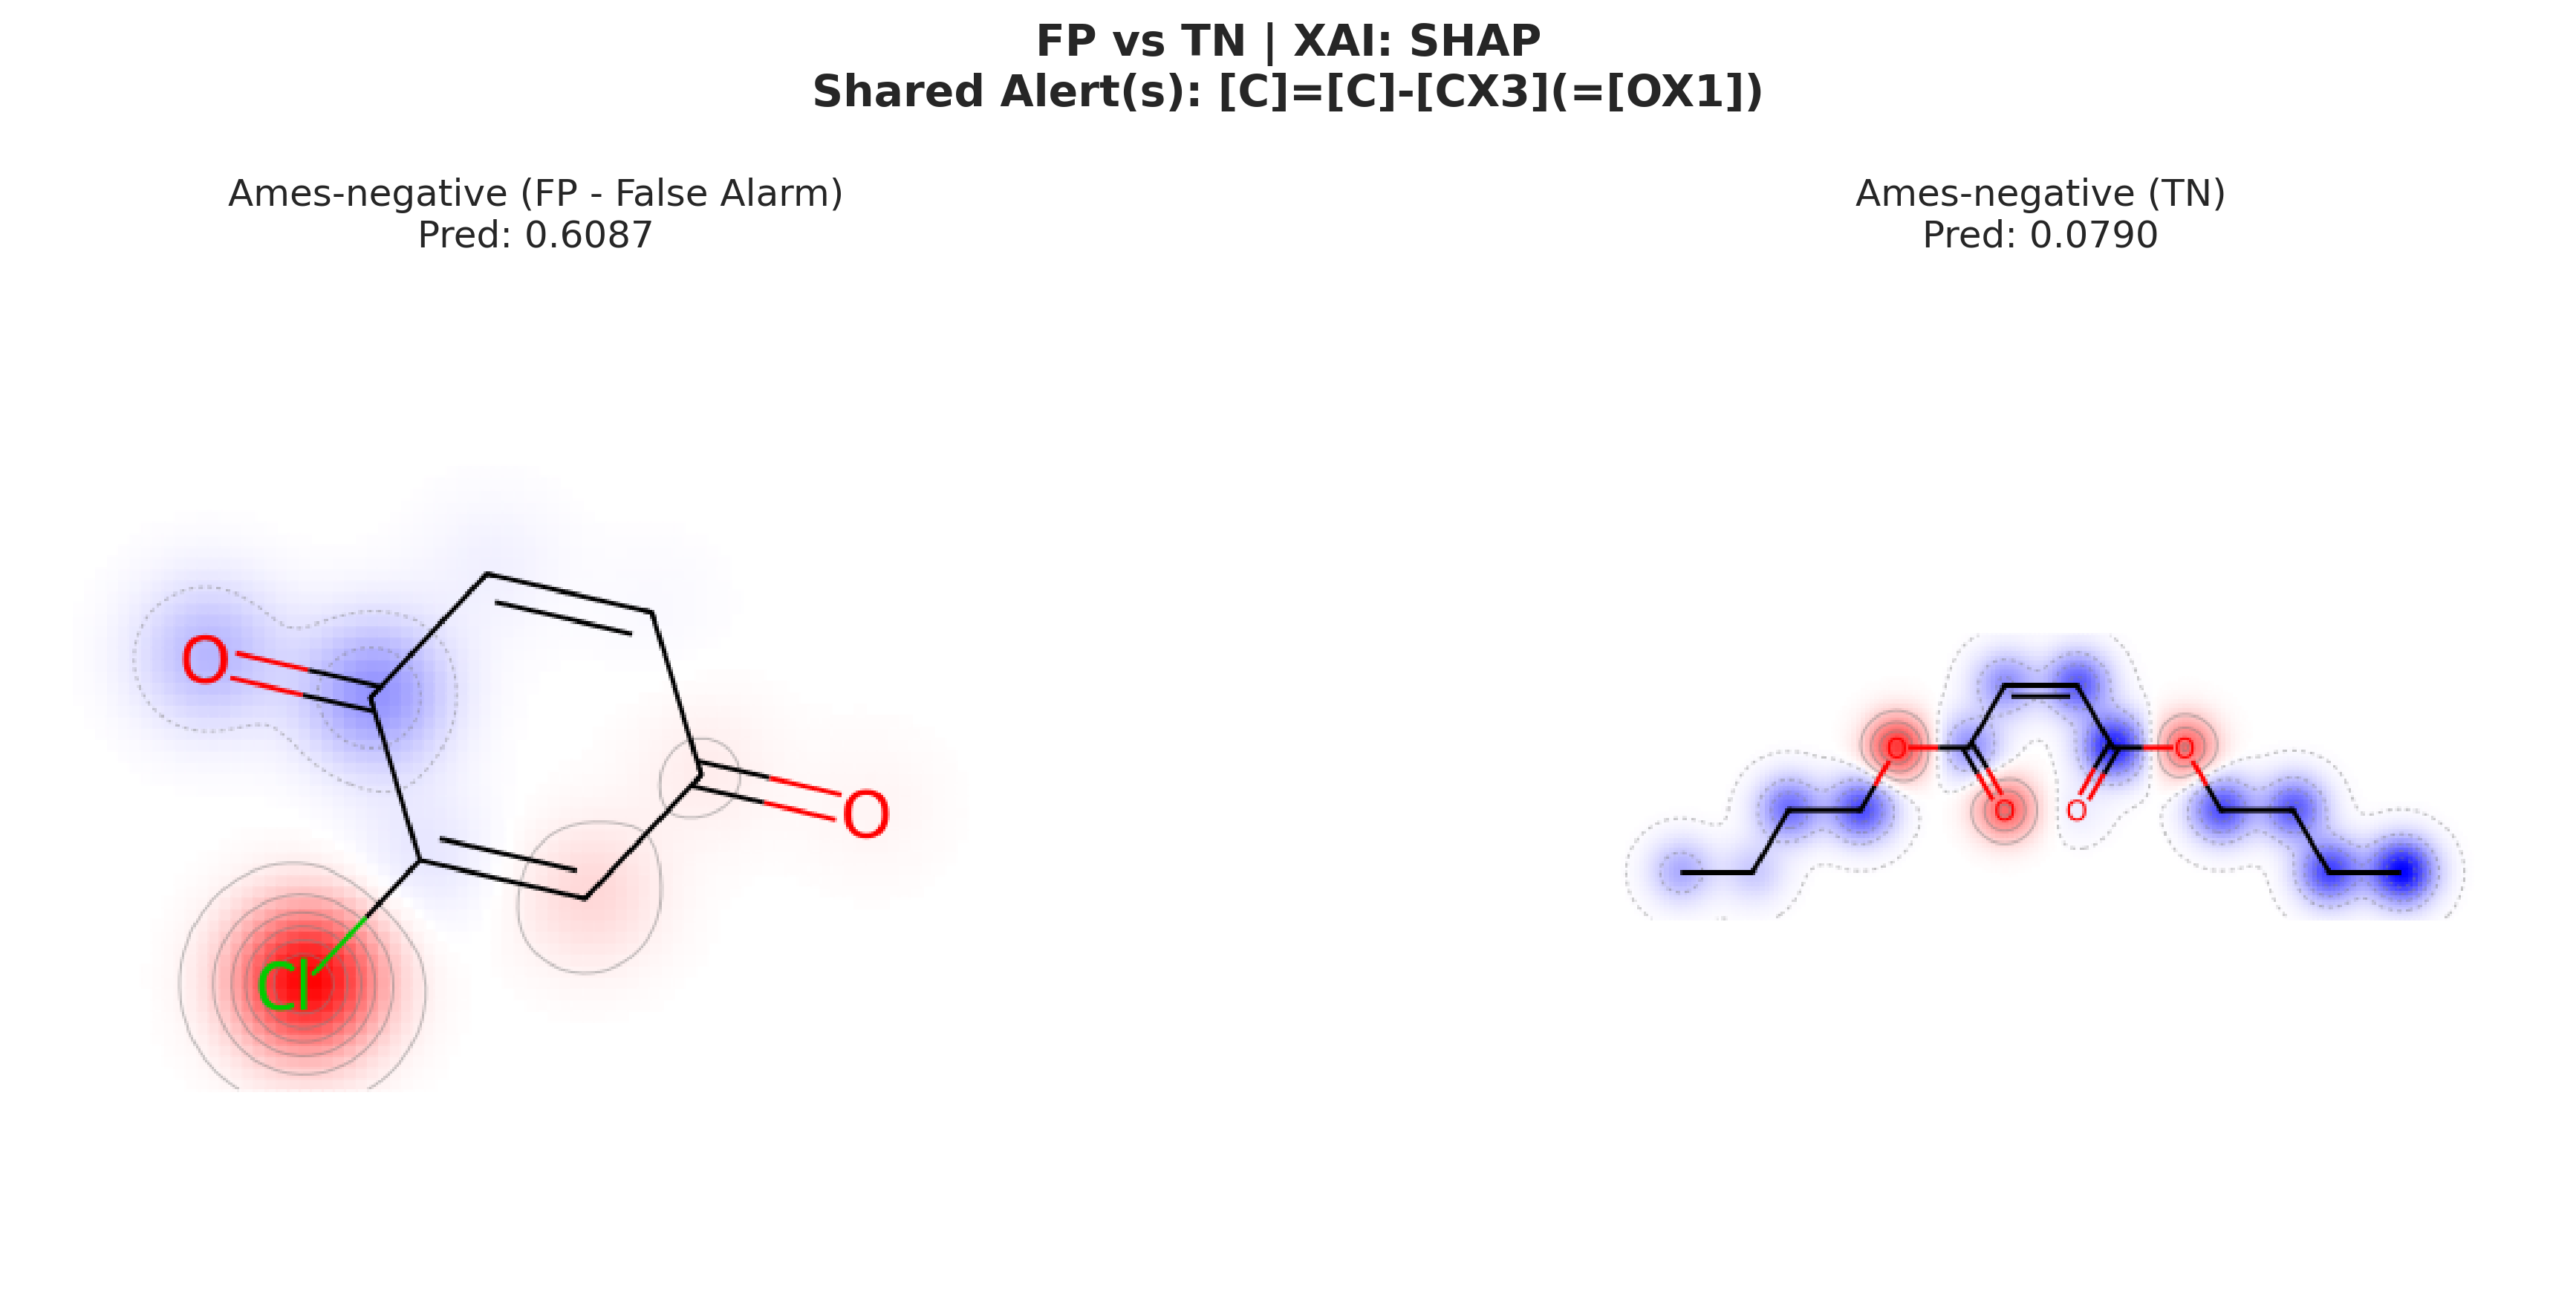 FP vs TN | XAI: SHAP
Shared Alert(s): [C]=[C]-[CX3](=[OX1])
Ames-negative (FP - False Alarm)
Pred: 0.6087
Ames-negative (TN)
Pred: 0.0790
O
O
Cl
O
O
O
O